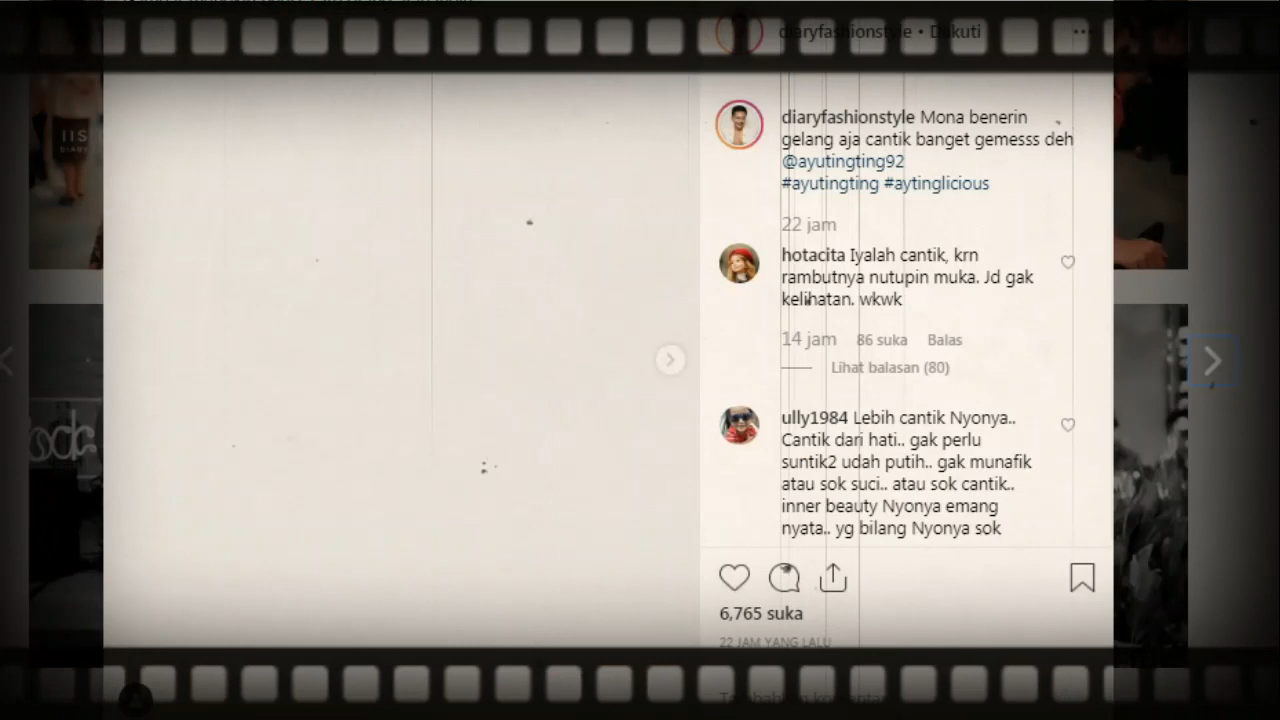 diaryfashionstyle • Diikuti
IIS
diaryfashionstyle Mona benerin
gelang aja cantik banget gemesss deh
@ayutingting92
#ayutingting #aytinglicious
22 jam
hotacita Iyalah cantik, krn
rambutnya nutupin muka. Jd gak
kelihatan. wkwk
14 jam 86 suka Balas
Lihat balasan (80)
ully1984 Lebih cantik Nyonya..
Cantik dari hati.. gak perlu
suntik2 udah putih.. gak munafik
atau sok suci.. atau sok cantik..
inner beauty Nyonya emang
nyata.. yg bilang Nyonya sok
6,765 suka
22 JAM YANG LALU